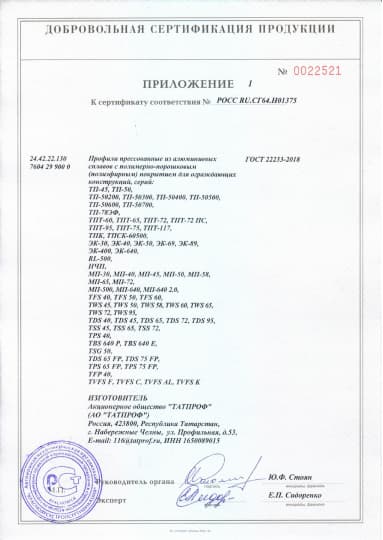 ДОБРОВОЛЬНАЯ СЕРТИФИКАЦИЯ ПРОДУКЦИИ
№ 0022521
ПРИЛОЖЕНИЕ 1
К сертификату соответствия № РОСС RU.СГ64.Н01375
24.42.22.130 Профили прессованные из алюминиевых ГОСТ 22233-2018
7604 29 900 0 сплавов с полимерно-порошковым
(полиэфирным) покрытием для ограждающих
конструкций, серий:
ТП-45, ТП-50,
ТП-50200, ТП-50300, ТП-50400, ТП-50500,
ТП-50600, ТП-50700,
ТП-78ЭФ,
ТПТ-60, ТПТ-65, ТПТ-72, ТПТ-72 НС,
ТПТ-95, ТПТ-75, ТПТ-117,
ТПК, ТПСК-60500,
ЭК-30, ЭК-40, ЭК-50, ЭК-69, ЭК-89,
ЭК-400, ЭК-640,
RL-500,
НЧП,
МП-30, МП-40, МП-45, МП-50, МП-58,
МП-65, МП-72,
МП-500, МП-640, МП-640 2.0,
TFS 40, TFS 50, TFS 60,
TWS 45, TWS 50, TWS 58, TWS 60, TWS 65,
TWS 72, TWS 95,
TDS 40, TDS 45, TDS 65, TDS 72, TDS 95,
TSS 45, TSS 65, TSS 72,
TPS 40,
TBS 640 P, TBS 640 E,
TSG 50,
TDS 65 FP, TDS 75 FP,
TPS 65 FP, TPS 75 FP,
TFP 40,
TVFS F, TVFS C, TVFS AL, TVFS K
ИЗГОТОВИТЕЛЬ
Акционерное общество "ТАТПРОФ"
(АО "ТАТПРОФ")
Россия, 423800, Республика Татарстан,
г. Набережные Челны, ул. Профильная, д.53,
E-mail: 116@tatprof.ru, ИНН 1650089015
Руководитель органа Ю.Ф. Стоян
подпись инициалы, фамилия
Эксперт Е.П. Сидоренко
инициалы, фамилия